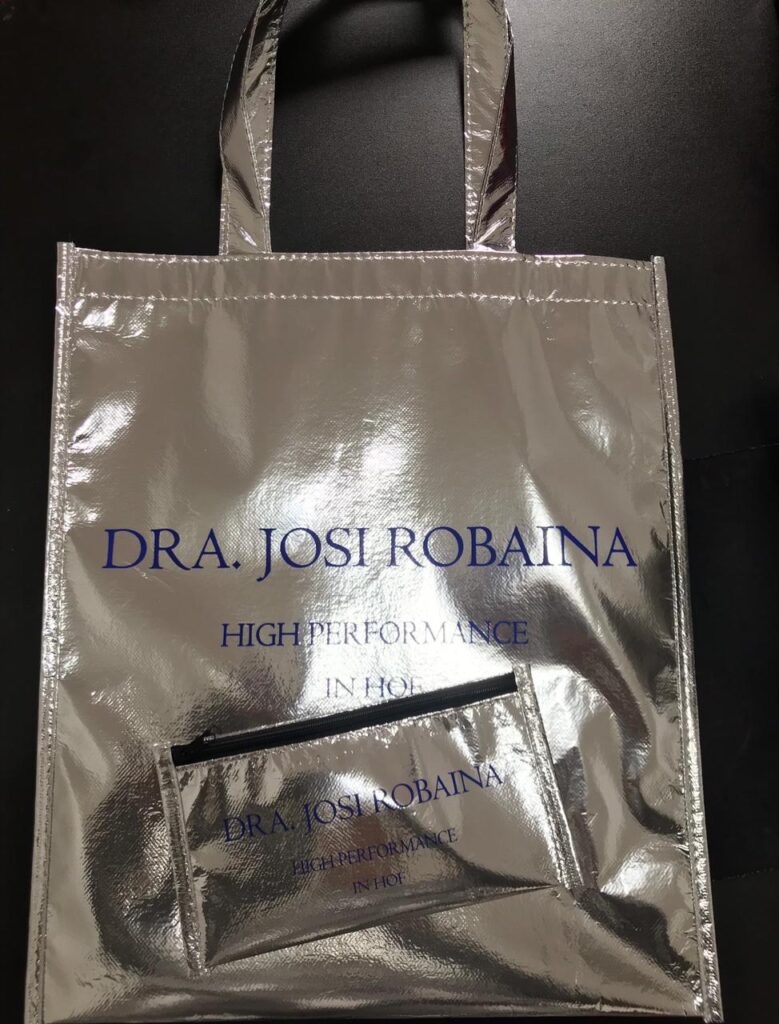 DRA. JOSI ROBAINA
HIGH PERFORMANCE
IN HOF
DRA. JOSI ROBAINA
HIGH PERFORMANCE
IN HOF